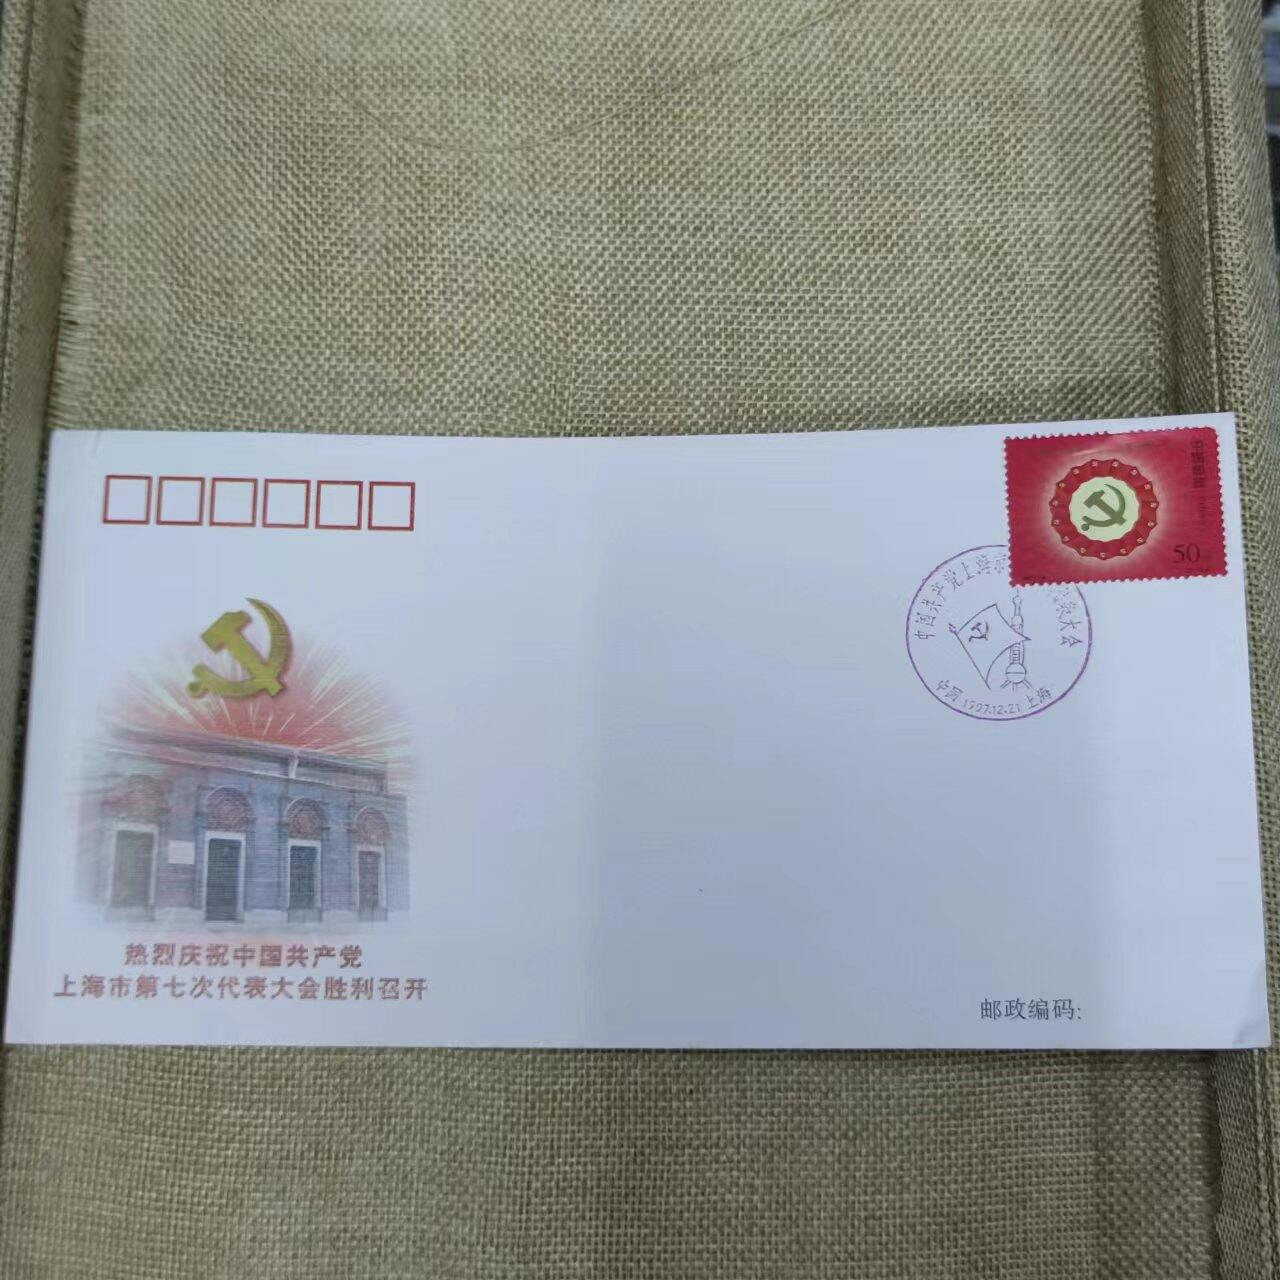 中国邮政
50
中国共产党上海市
代表大会
中国 1997.12.21 上海
热烈庆祝中国共产党
上海市第七次代表大会胜利召开
邮政编码: